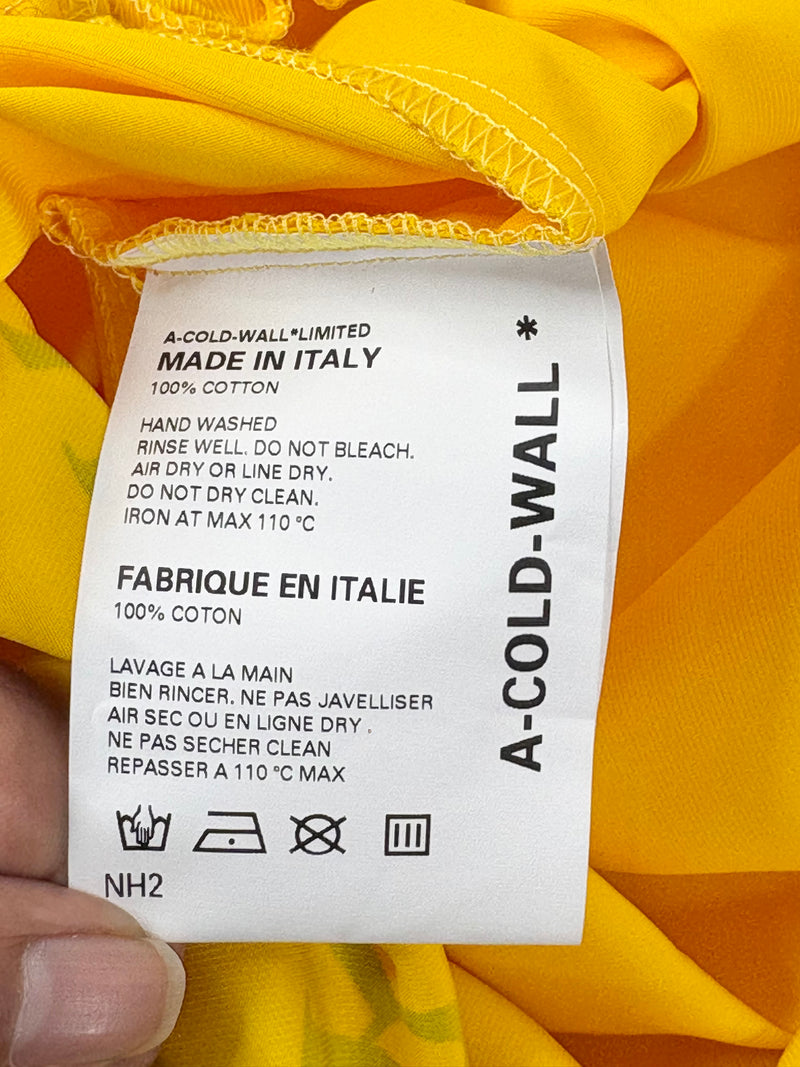 A-COLD-WALL*LIMITED
MADE IN ITALY
100% COTTON
HAND WASHED
RINSE WELL. DO NOT BLEACH.
AIR DRY OR LINE DRY.
DO NOT DRY CLEAN.
IRON AT MAX 110 °C
FABRIQUE EN ITALIE
100% COTON
LAVAGE A LA MAIN
BIEN RINCER. NE PAS JAVELLISER
AIR SEC OU EN LIGNE DRY .
NE PAS SECHER CLEAN
REPASSER A 110 °C MAX
NH2
A-COLD-WALL *